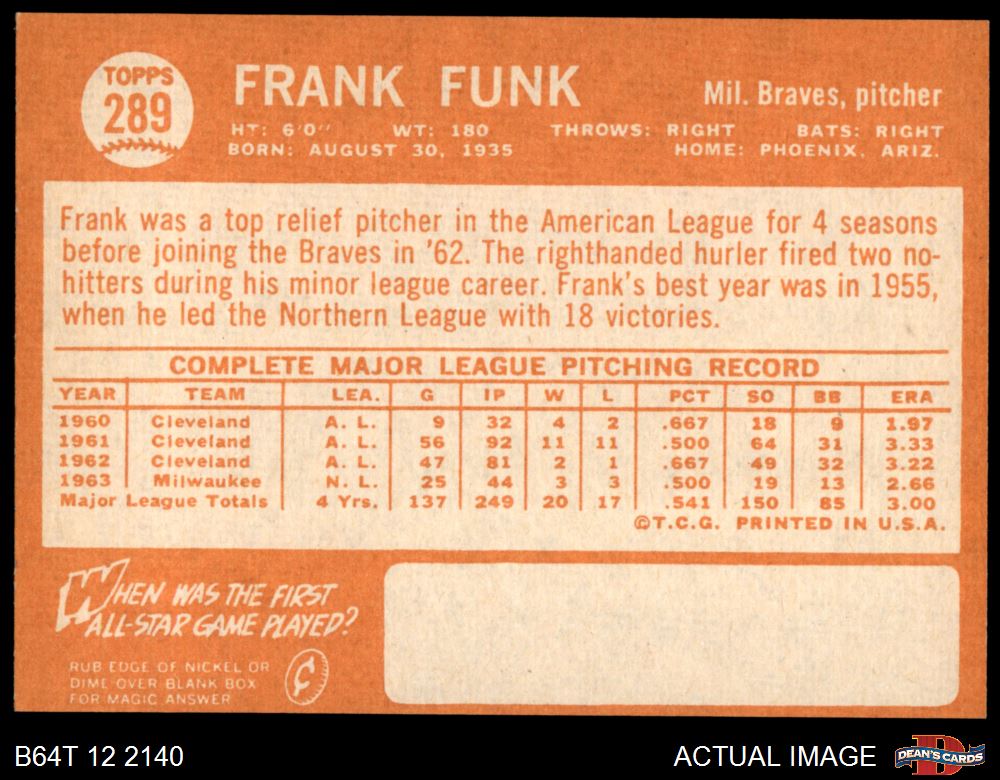 TOPPS
289
FRANK FUNK
Mil. Braves, pitcher
HT: 6'0" WT: 180 THROWS: RIGHT BATS: RIGHT
BORN: AUGUST 30, 1935 HOME: PHOENIX, ARIZ.
Frank was a top relief pitcher in the American League for 4 seasons
before joining the Braves in '62. The righthanded hurler fired two no-
hitters during his minor league career. Frank's best year was in 1955,
when he led the Northern League with 18 victories.
COMPLETE MAJOR LEAGUE PITCHING RECORD
YEAR TEAM LEA. G IP W L PCT SO BB ERA
1960 Cleveland A. L. 9 32 4 2 .667 18 9 1.97
1961 Cleveland A. L. 56 92 11 11 .500 64 31 3.33
1962 Cleveland A. L. 47 81 2 1 .667 49 32 3.22
1963 Milwaukee N. L. 25 44 3 3 .500 19 13 2.66
Major League Totals 4 Yrs. 137 249 20 17 .541 150 85 3.00
©T.C.G. PRINTED IN U.S.A.
WHEN WAS THE FIRST
ALL-STAR GAME PLAYED?
RUB EDGE OF NICKEL OR
DIME OVER BLANK BOX
FOR MAGIC ANSWER
¢
B64T 12 2140
ACTUAL IMAGE
D
DEAN'S CARDS